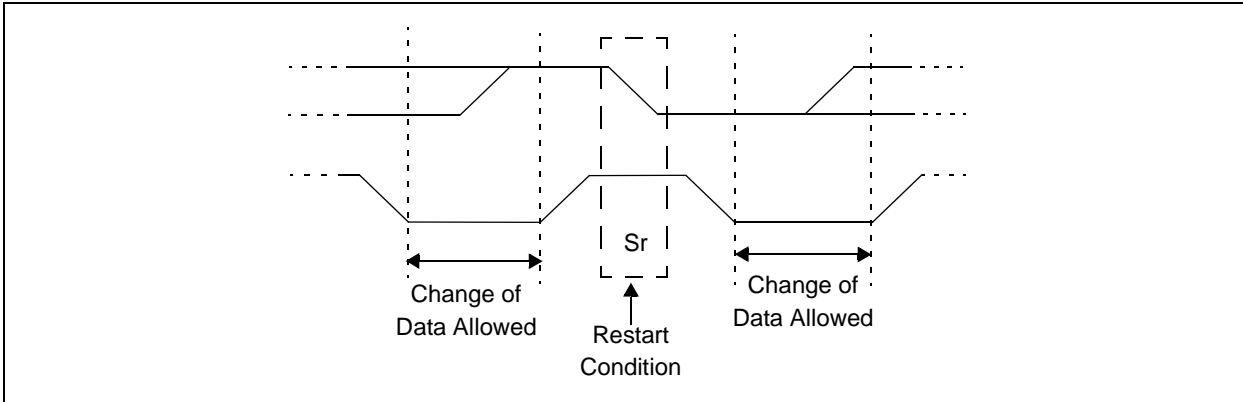 Sr
Change of
Data Allowed
Restart
Condition
Change of
Data Allowed